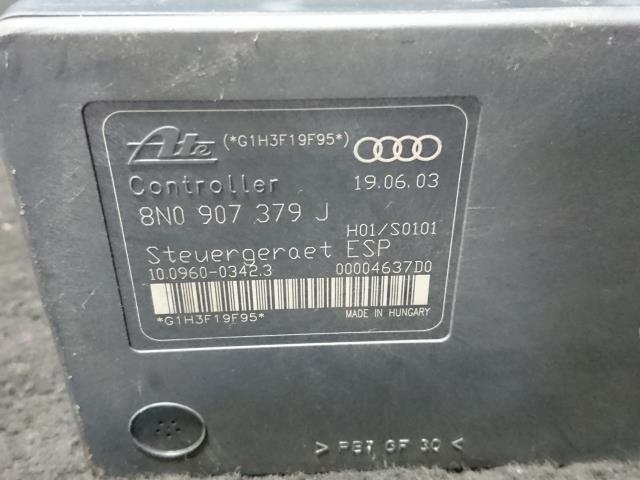 Ate (*G1H3F19F95*)
Controller 19.06.03
8N0 907 379 J
H01/S0101
Steuergeraet ESP
10.0960-0342.3 00004637D0
*G1H3F19F95* MADE IN HUNGARY
> PBT GF 30 <